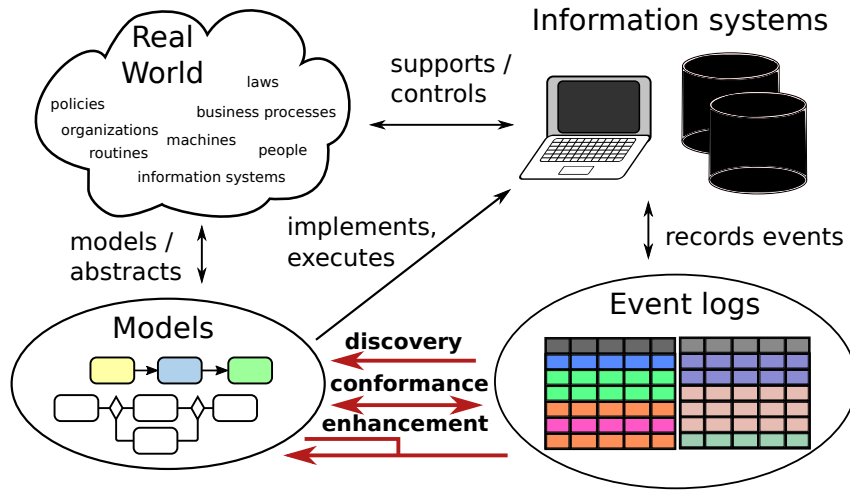 Real
World
laws
policies
business processes
organizations
machines
routines
people
information systems
supports /
controls
Information systems
models /
abstracts
implements,
executes
records events
Models
discovery
conformance
enhancement
Event logs